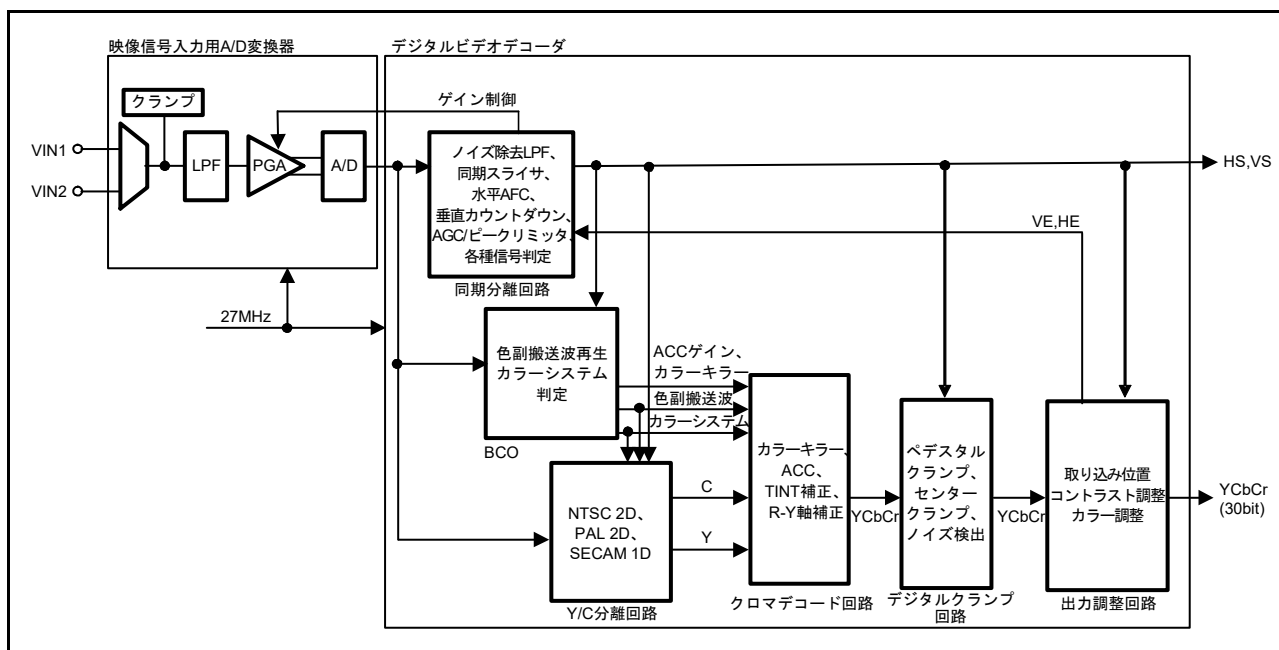 映像信号入力用A/D変換器
デジタルビデオデコーダ
クランプ
ゲイン制御
VIN1
VIN2
LPF
PGA
A/D
ノイズ除去LPF、
同期スライサ、
水平AFC、
垂直カウントダウン、
AGC/ピークリミッタ、
各種信号判定
同期分離回路
HS,VS
VE,HE
27MHz
色副搬送波再生
カラーシステム
判定
BCO
ACCゲイン、
カラーキラー
色副搬送波
カラーシステム
NTSC 2D、
PAL 2D、
SECAM 1D
Y/C分離回路
C
Y
カラーキラー、
ACC、
TINT補正、
R-Y軸補正
クロマデコード回路
YCbCr
ペデスタル
クランプ、
センター
クランプ、
ノイズ検出
デジタルクランプ
回路
YCbCr
取り込み位置
コントラスト調整
カラー調整
出力調整回路
YCbCr
(30bit)